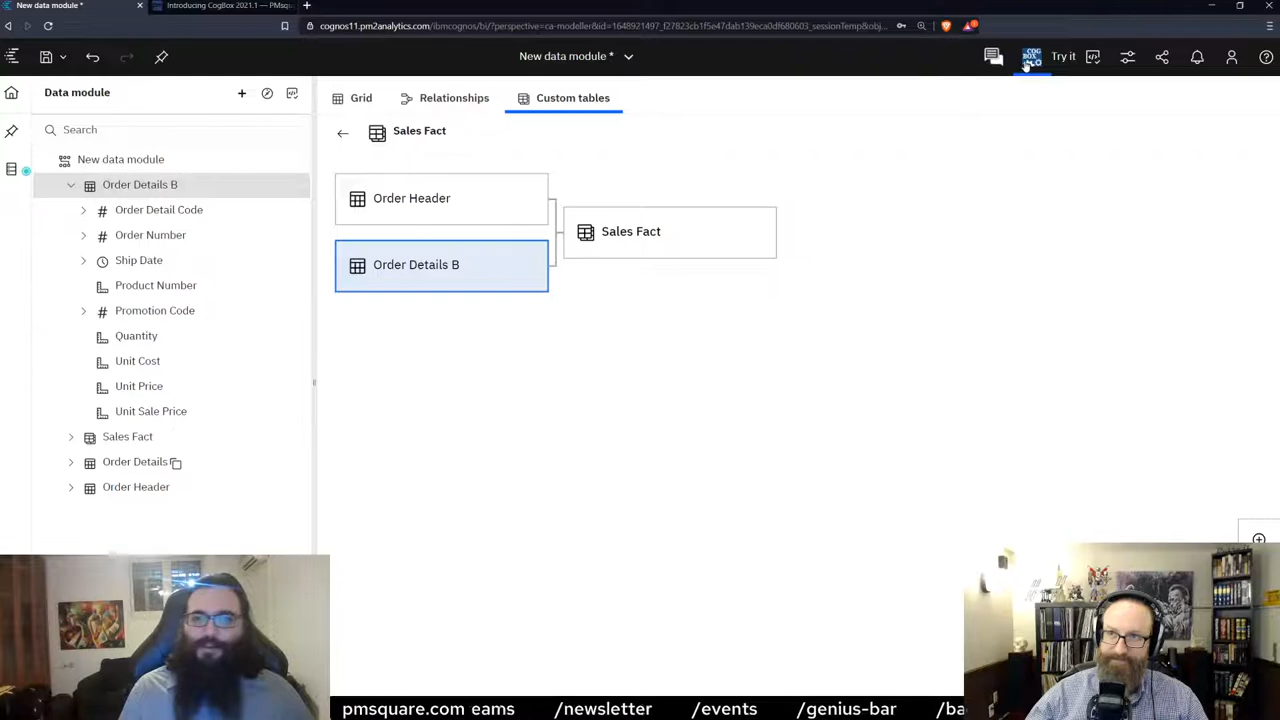 New data module *
Introducing CogBox 2021.1 — PMsqu
cognos11.pm2analytics.com/ibmcognos/bi/?perspective=ca-modeller&id=1648921497_f27823cb1f5e47dab139eca0df680603_sessionTemp&obj...
New data module *
COG BOX
Try it
Data module
Search
New data module
Order Details B
Order Detail Code
Order Number
Ship Date
Product Number
Promotion Code
Quantity
Unit Cost
Unit Price
Unit Sale Price
Sales Fact
Order Details
Order Header
Grid
Relationships
Custom tables
Sales Fact
Order Header
Order Details B
Sales Fact
pmsquare.com eams /newsletter /events /genius-bar /ba